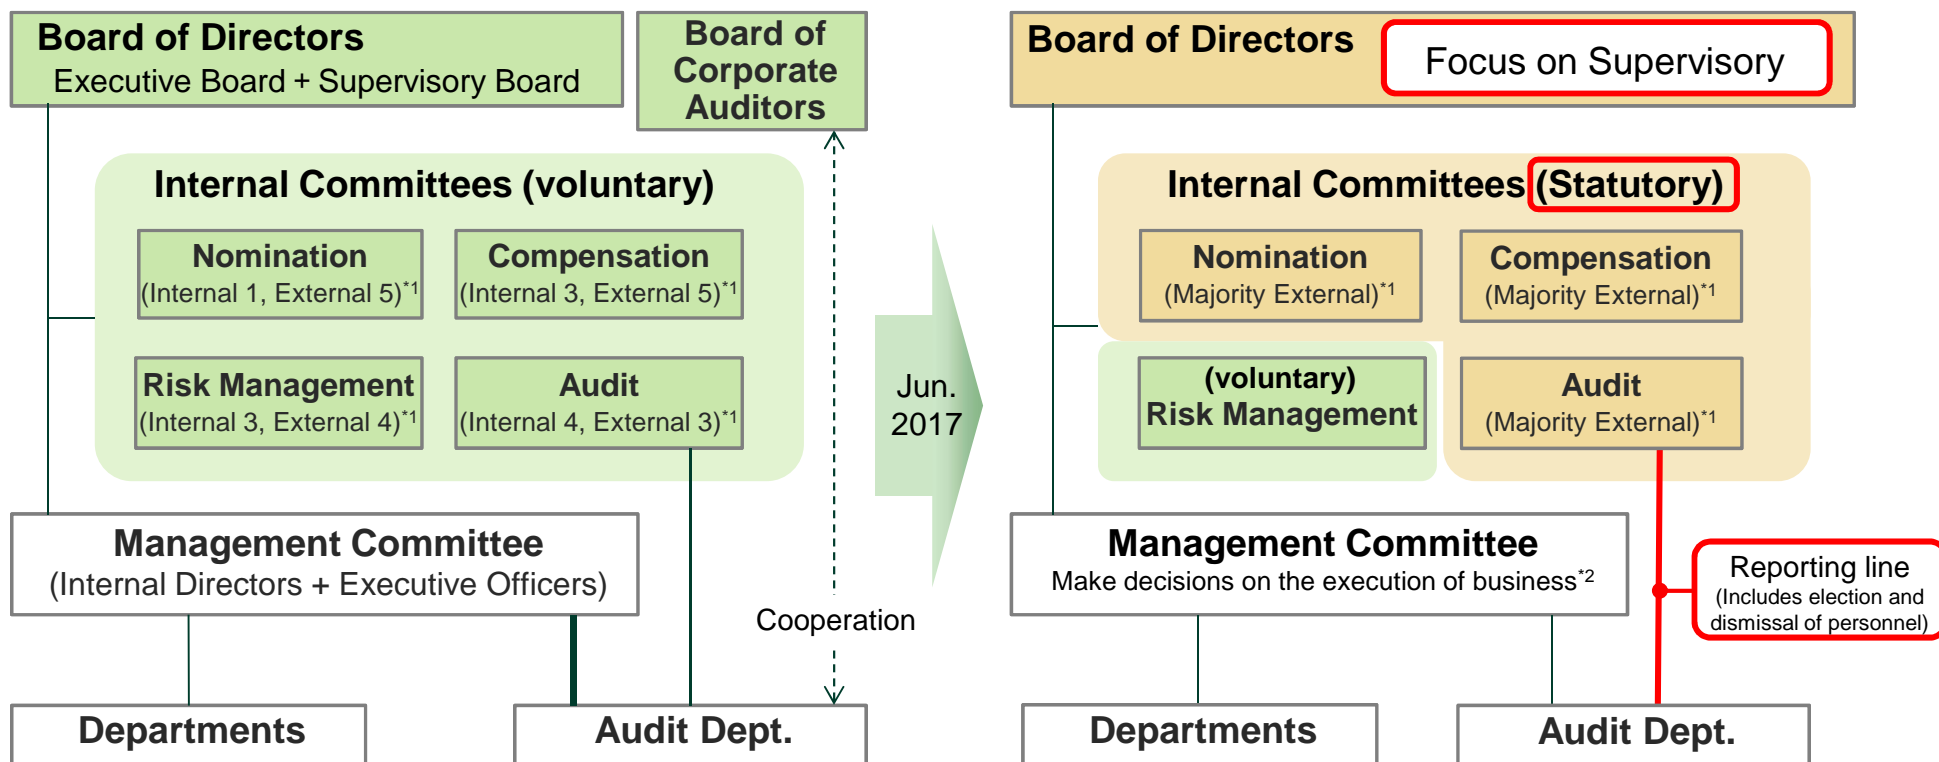 Board of Directors
Executive Board + Supervisory Board
Board of
Corporate
Auditors
Internal Committees (voluntary)
Nomination
(Internal 1, External 5)*1
Compensation
(Internal 3, External 5)*1
Risk Management
(Internal 3, External 4)*1
Audit
(Internal 4, External 3)*1
Management Committee
(Internal Directors + Executive Officers)
Cooperation
Departments
Audit Dept.
Jun.
2017
Board of Directors
Focus on Supervisory
Internal Committees (Statutory)
Nomination
(Majority External)*1
Compensation
(Majority External)*1
(voluntary)
Risk Management
Audit
(Majority External)*1
Management Committee
Make decisions on the execution of business*2
Reporting line
(Includes election and
dismissal of personnel)
Departments
Audit Dept.